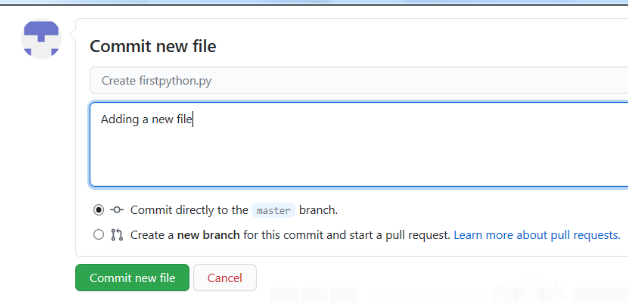 Commit new file
Create firstpython.py
Adding a new file
Commit directly to the master branch.
Create a new branch for this commit and start a pull request. Learn more about pull requests.
Commit new file
Cancel